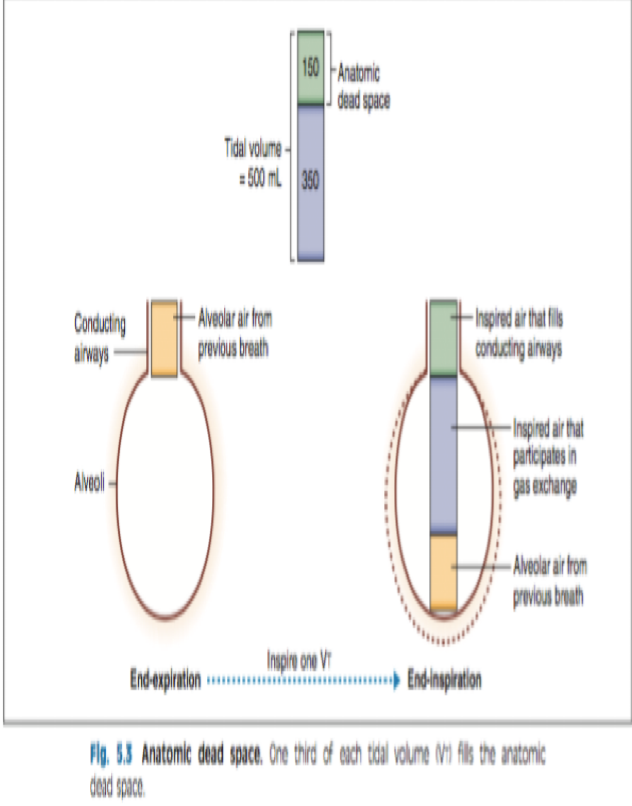 150
Anatomic
dead space
Tidal volume
= 500 mL
350
Conducting
airways
Alveolar air from
previous breath
Alveoli
Inspired air that fills
conducting airways
Inspired air that
participates in
gas exchange
Alveolar air from
previous breath
Inspire one VT
End-expiration
End-inspiration
Fig. 5.3 Anatomic dead space. One third of each tidal volume (VT) fills the anatomic
dead space.